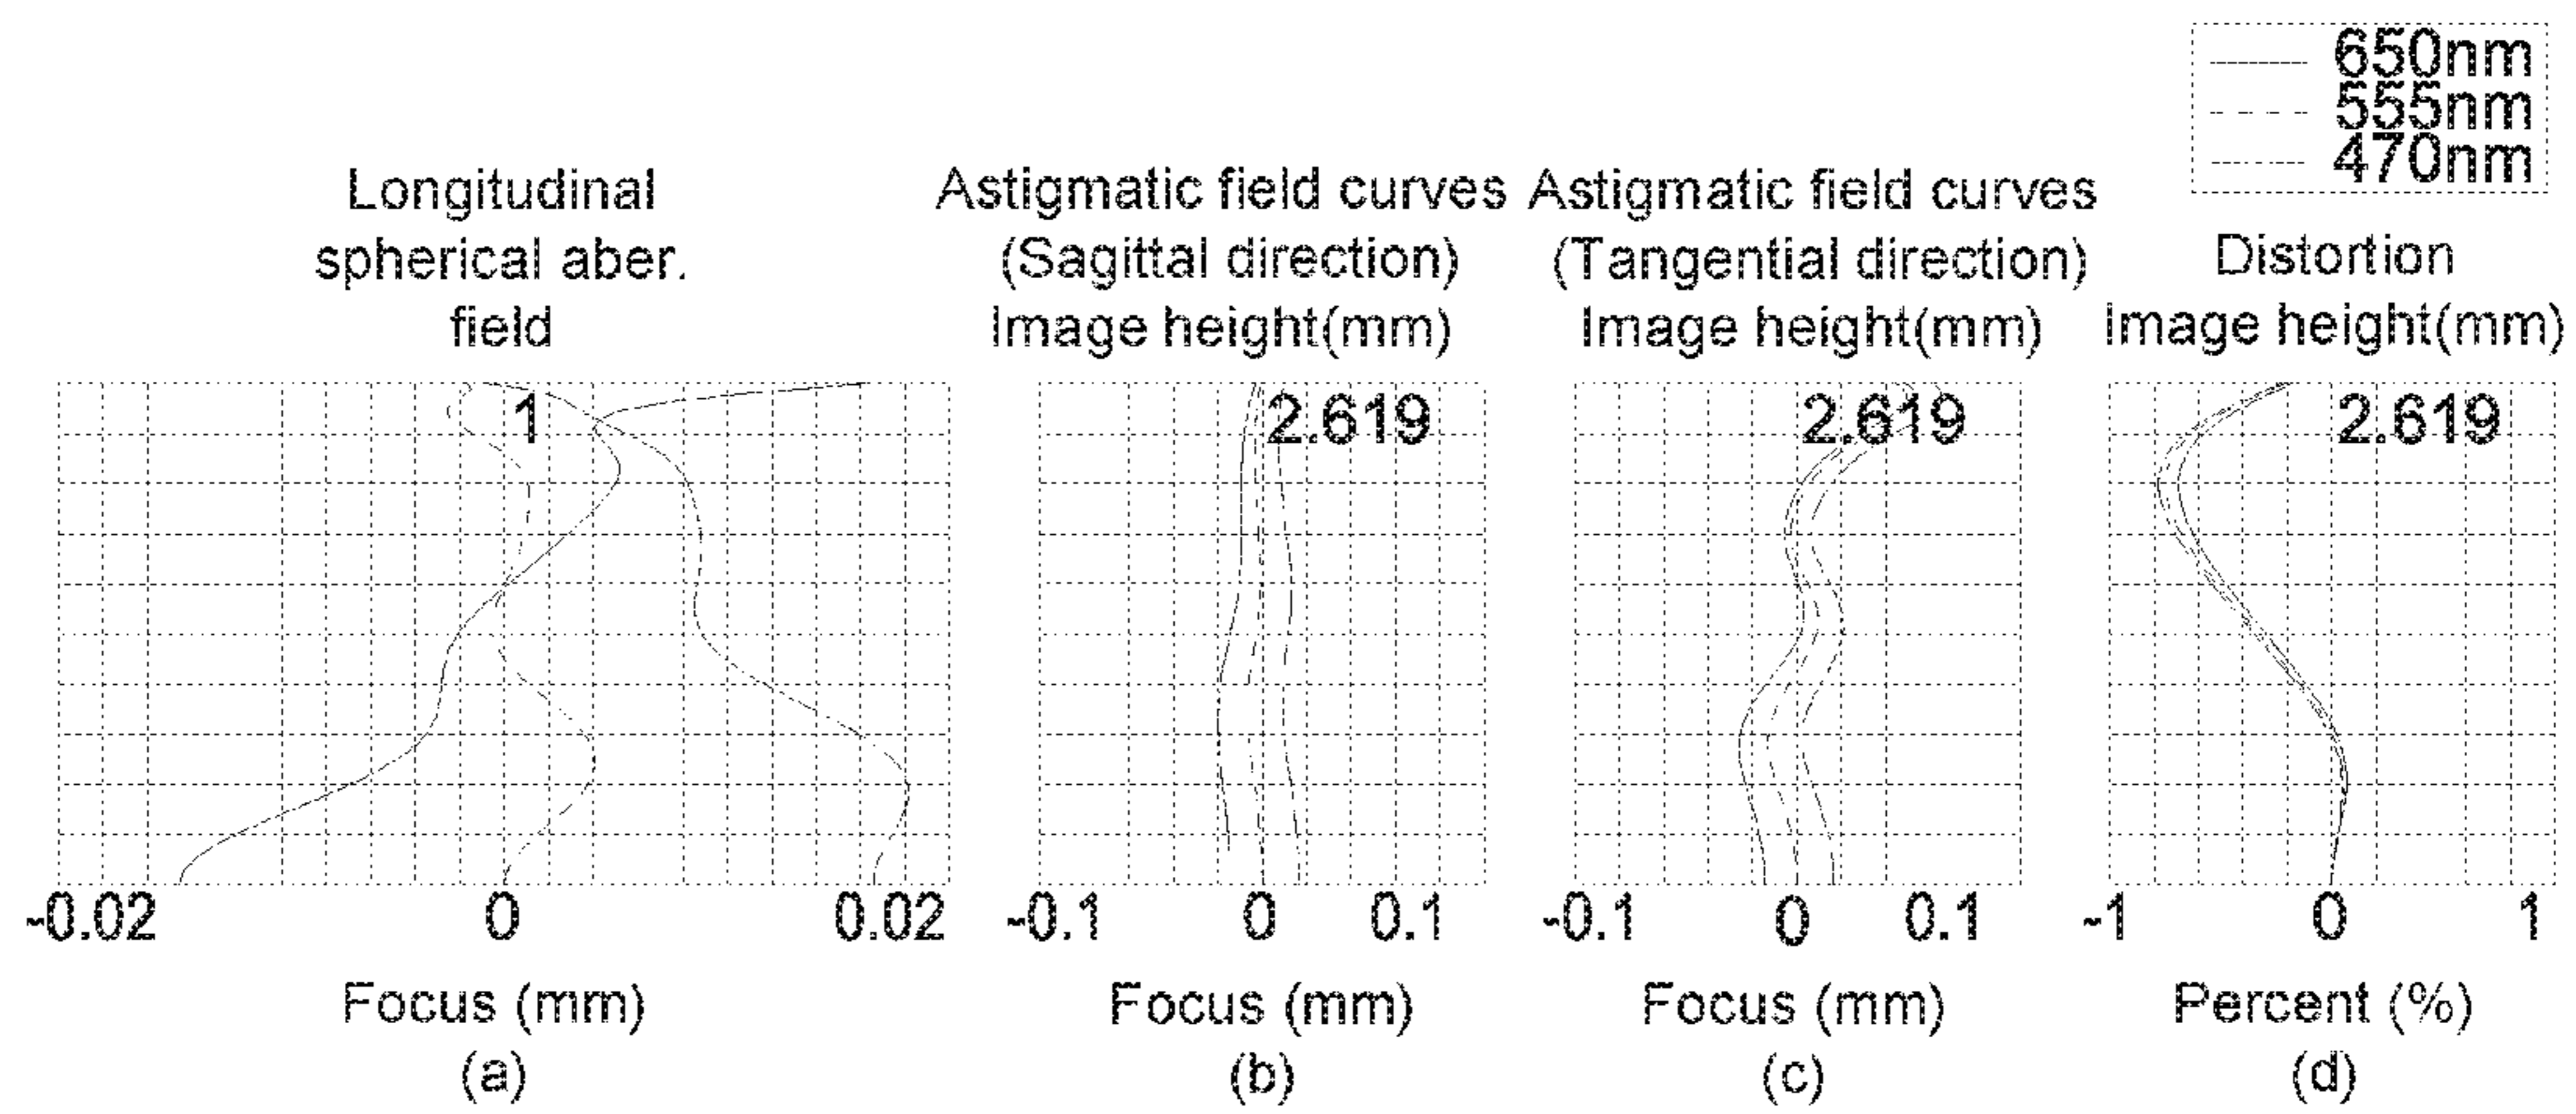 650nm
555nm
470nm
Longitudinal
spherical aber.
field
Astigmatic field curves
(Sagittal direction)
Image height(mm)
Astigmatic field curves
(Tangential direction)
Image height(mm)
Distortion
Image height(mm)
1
2.619
2.619
2.619
-0.02 0 0.02
-0.1 0 0.1
-0.1 0 0.1
-1 0 1
Focus (mm)
Focus (mm)
Focus (mm)
Percent (%)
(a)
(b)
(c)
(d)